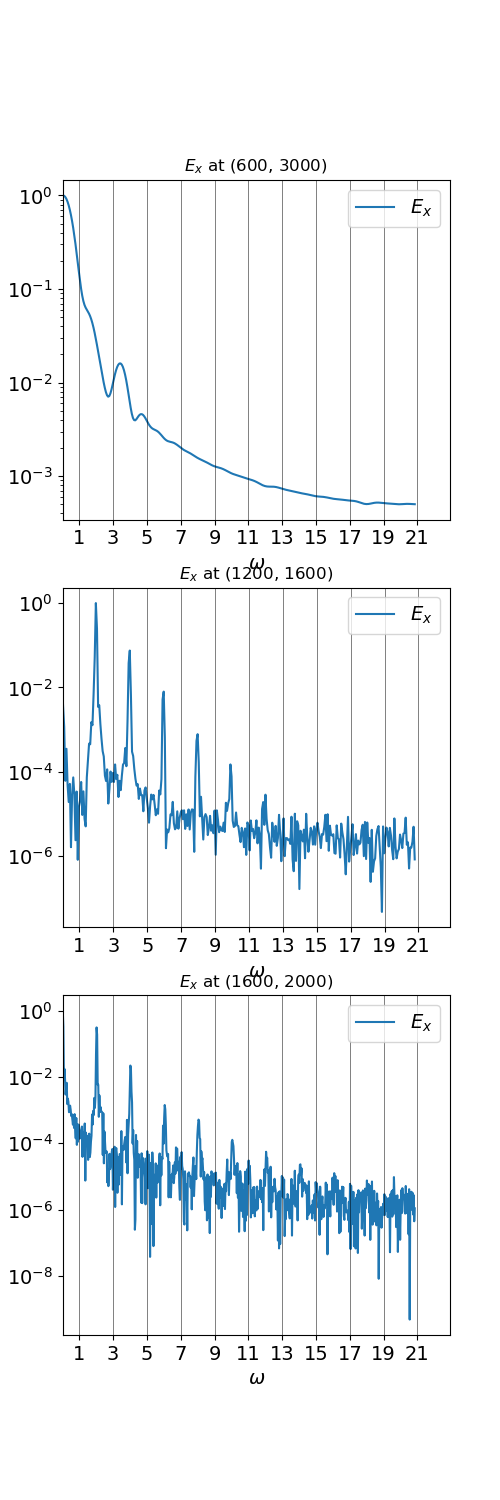 E_x at (600, 3000)
E_x
10^0
10^-1
10^-2
10^-3
1 3 5 7 9 11 13 15 17 19 21
ω
E_x at (1200, 1600)
E_x
10^0
10^-2
10^-4
10^-6
1 3 5 7 9 11 13 15 17 19 21
ω
E_x at (1600, 2000)
E_x
10^0
10^-2
10^-4
10^-6
10^-8
1 3 5 7 9 11 13 15 17 19 21
ω